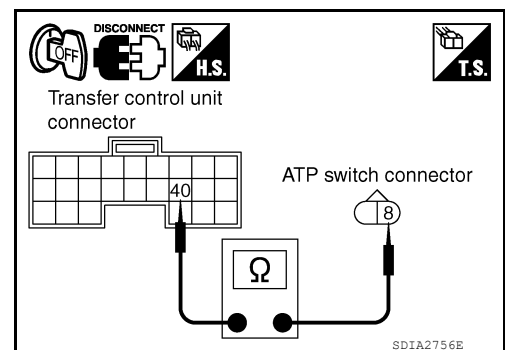 DISCONNECT
OFF
H.S.
T.S.
Transfer control unit
connector
40
ATP switch connector
8
Ω
SDIA2756E